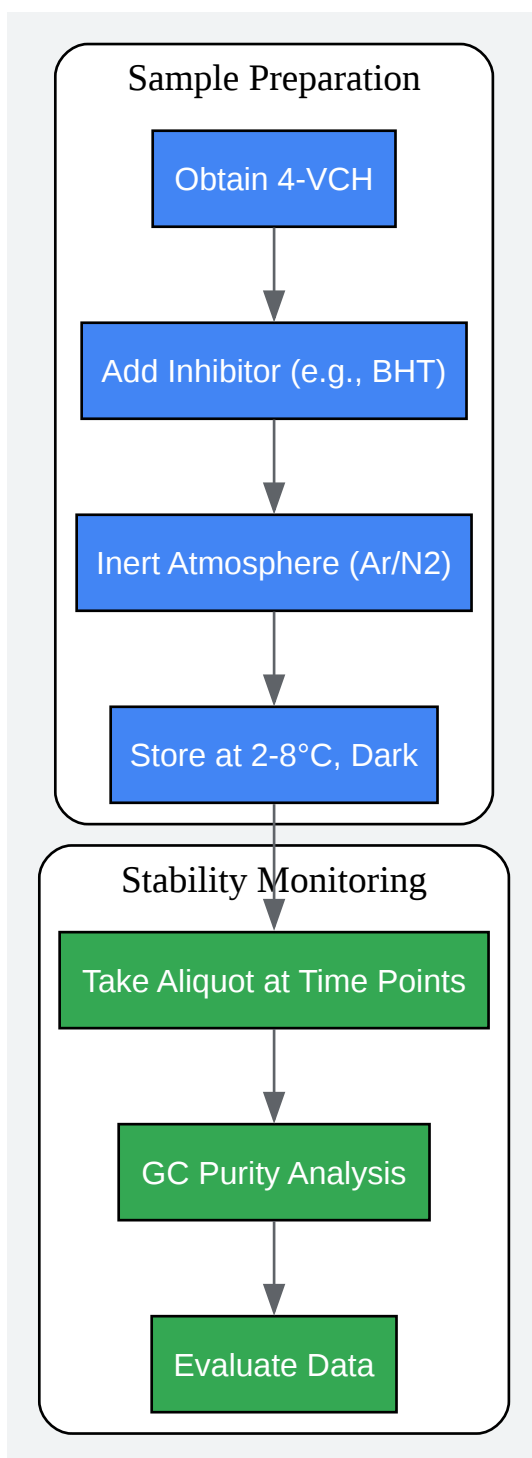 Sample Preparation
Obtain 4-VCH
Add Inhibitor (e.g., BHT)
Inert Atmosphere (Ar/N2)
Store at 2-8°C, Dark
Stability Monitoring
Take Aliquot at Time Points
GC Purity Analysis
Evaluate Data